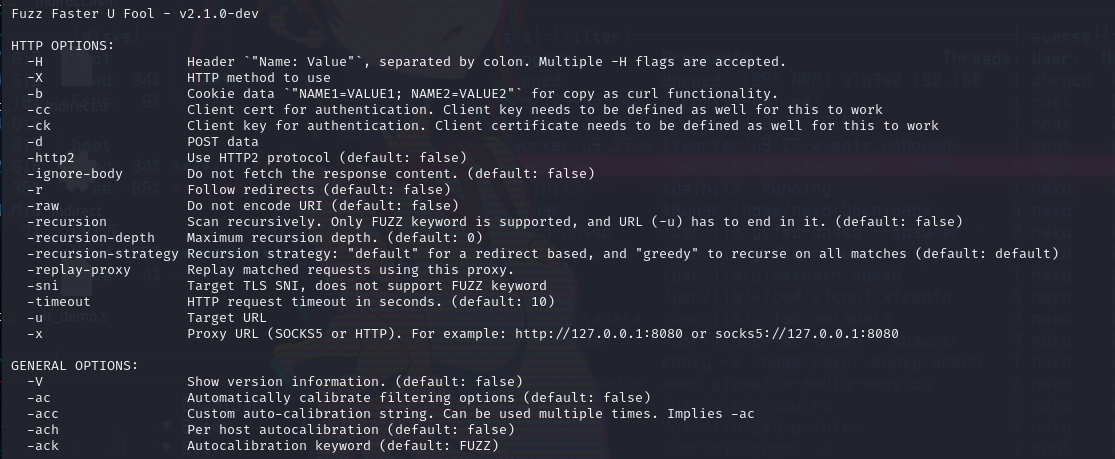 Fuzz Faster U Fool - v2.1.0-dev
HTTP OPTIONS:
-H Header `"Name: Value"`, separated by colon. Multiple -H flags are accepted.
-X HTTP method to use
-b Cookie data `"NAME1=VALUE1; NAME2=VALUE2"` for copy as curl functionality.
-cc Client cert for authentication. Client key needs to be defined as well for this to work
-ck Client key for authentication. Client certificate needs to be defined as well for this to work
-d POST data
-http2 Use HTTP2 protocol (default: false)
-ignore-body Do not fetch the response content. (default: false)
-r Follow redirects (default: false)
-raw Do not encode URI (default: false)
-recursion Scan recursively. Only FUZZ keyword is supported, and URL (-u) has to end in it. (default: false)
-recursion-depth Maximum recursion depth. (default: 0)
-recursion-strategy Recursion strategy: "default" for a redirect based, and "greedy" to recurse on all matches (default: default)
-replay-proxy Replay matched requests using this proxy.
-sni Target TLS SNI, does not support FUZZ keyword
-timeout HTTP request timeout in seconds. (default: 10)
-u Target URL
-x Proxy URL (SOCKS5 or HTTP). For example: http://127.0.0.1:8080 or socks5://127.0.0.1:8080
GENERAL OPTIONS:
-V Show version information. (default: false)
-ac Automatically calibrate filtering options (default: false)
-acc Custom auto-calibration string. Can be used multiple times. Implies -ac
-ach Per host autocalibration (default: false)
-ack Autocalibration keyword (default: FUZZ)